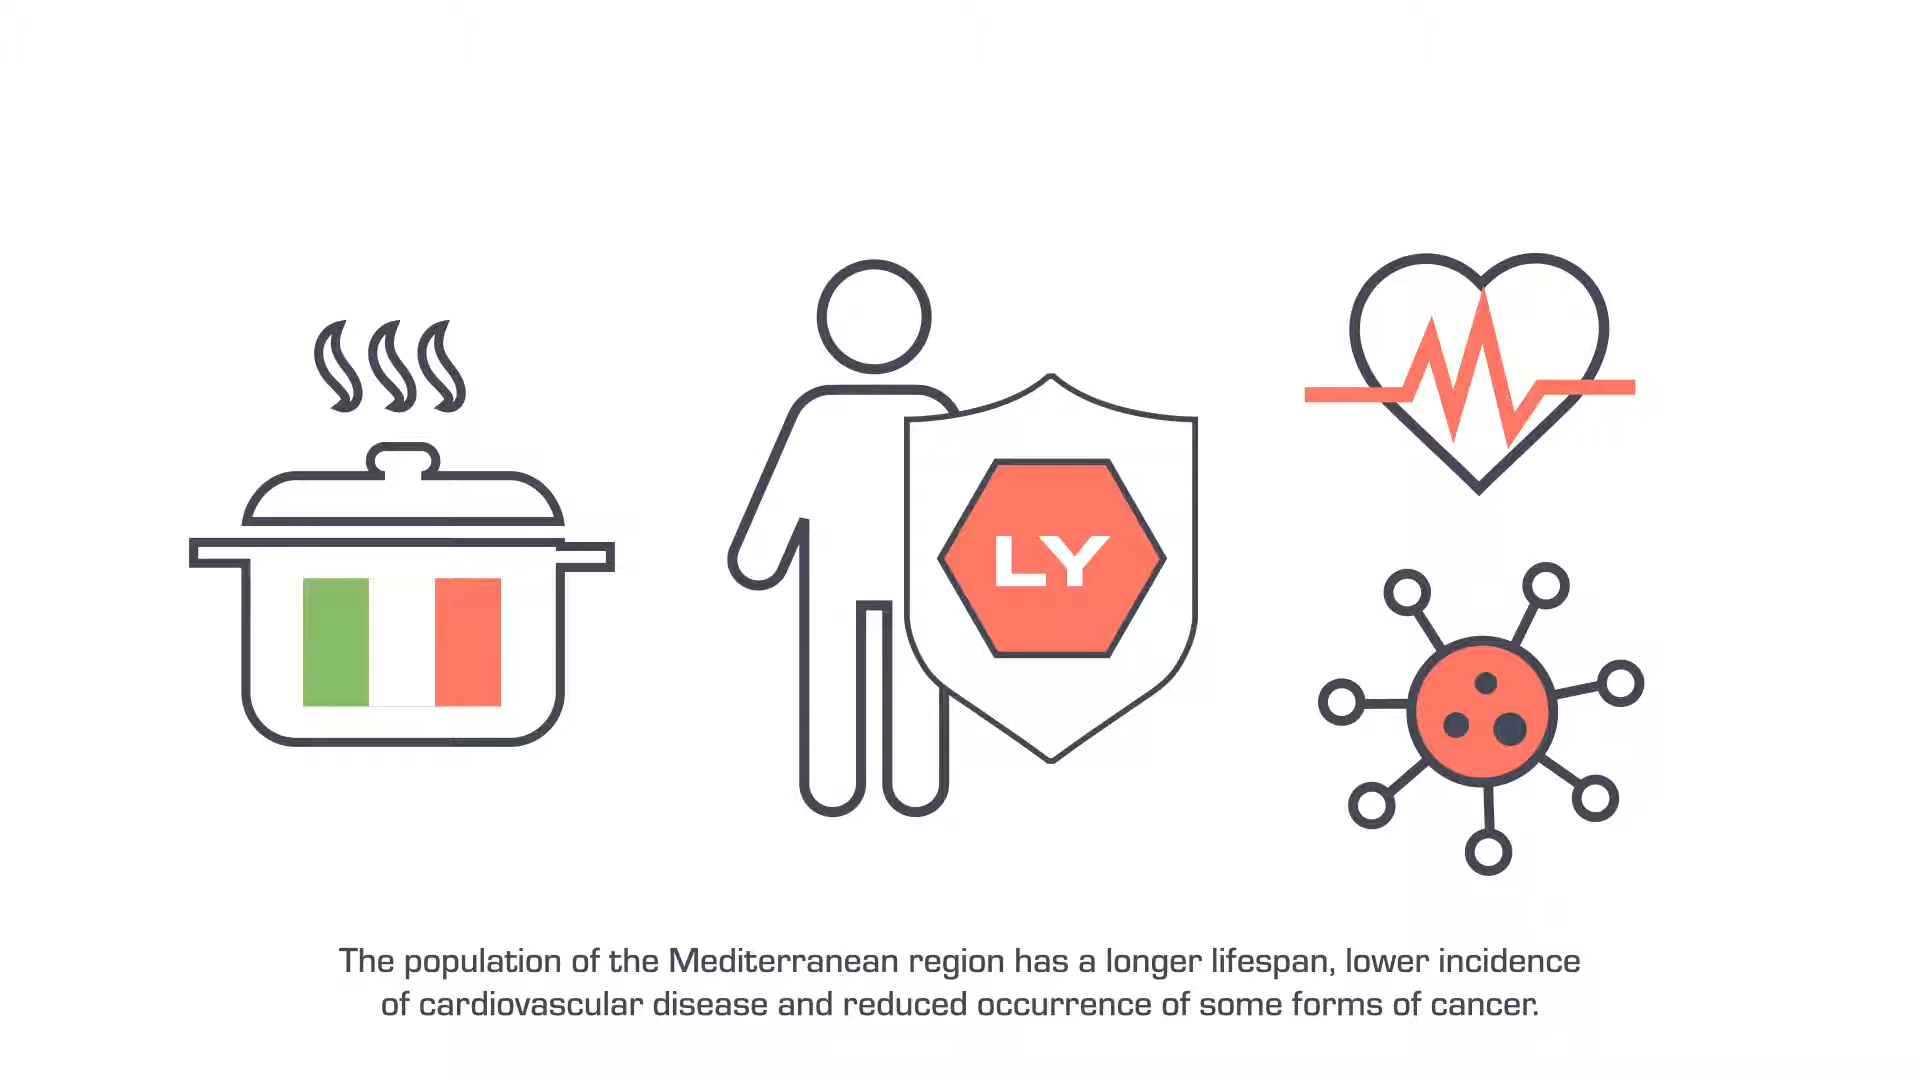 LY
The population of the Mediterranean region has a longer lifespan, lower incidence
of cardiovascular disease and reduced occurrence of some forms of cancer.